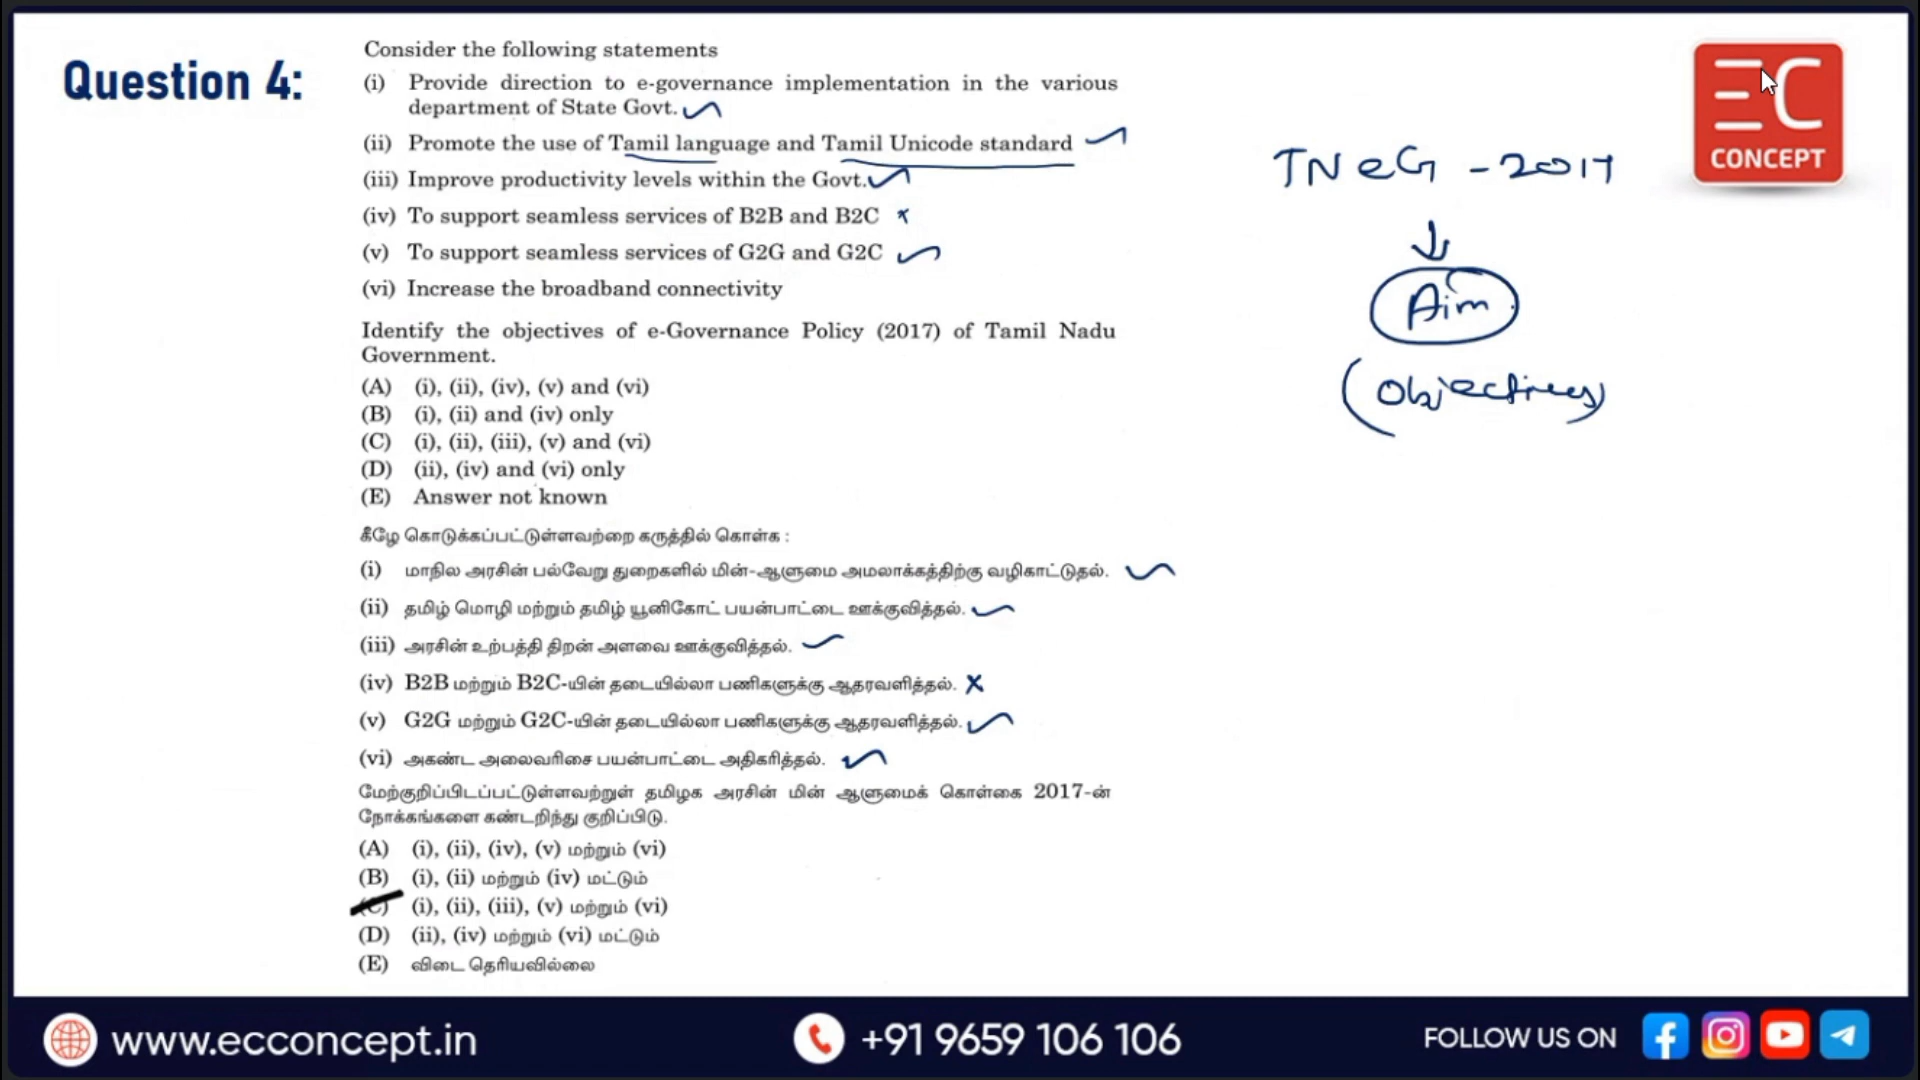 Question 4:
Consider the following statements
(i) Provide direction to e-governance implementation in the various
department of State Govt.
(ii) Promote the use of Tamil language and Tamil Unicode standard
(iii) Improve productivity levels within the Govt.
(iv) To support seamless services of B2B and B2C
(v) To support seamless services of G2G and G2C
(vi) Increase the broadband connectivity
Identify the objectives of e-Governance Policy (2017) of Tamil Nadu
Government.
(A) (i), (ii), (iv), (v) and (vi)
(B) (i), (ii) and (iv) only
(C) (i), (ii), (iii), (v) and (vi)
(D) (ii), (iv) and (vi) only
(E) Answer not known
கீழே கொடுக்கப்பட்டுள்ளவற்றை கருத்தில் கொள்க :
(i) மாநில அரசின் பல்வேறு துறைகளில் மின்-ஆளுமை அமலாக்கத்திற்கு வழிகாட்டுதல்.
(ii) தமிழ் மொழி மற்றும் தமிழ் யூனிகோட் பயன்பாட்டை ஊக்குவித்தல்.
(iii) அரசின் உற்பத்தி திறன் அளவை ஊக்குவித்தல்.
(iv) B2B மற்றும் B2C-யின் தடையில்லா பணிகளுக்கு ஆதரவளித்தல்.
(v) G2G மற்றும் G2C-யின் தடையில்லா பணிகளுக்கு ஆதரவளித்தல்.
(vi) அகண்ட அலைவரிசை பயன்பாட்டை அதிகரித்தல்.
மேற்குறிப்பிடப்பட்டுள்ளவற்றுள் தமிழக அரசின் மின் ஆளுமைக் கொள்கை 2017-ன்
நோக்கங்களை கண்டறிந்து குறிப்பிடு.
(A) (i), (ii), (iv), (v) மற்றும் (vi)
(B) (i), (ii) மற்றும் (iv) மட்டும்
(C) (i), (ii), (iii), (v) மற்றும் (vi)
(D) (ii), (iv) மற்றும் (vi) மட்டும்
(E) விடை தெரியவில்லை
TNeG - 2017
Aim
(Objectives)
EC
CONCEPT
www.ecconcept.in
+91 9659 106 106
FOLLOW US ON